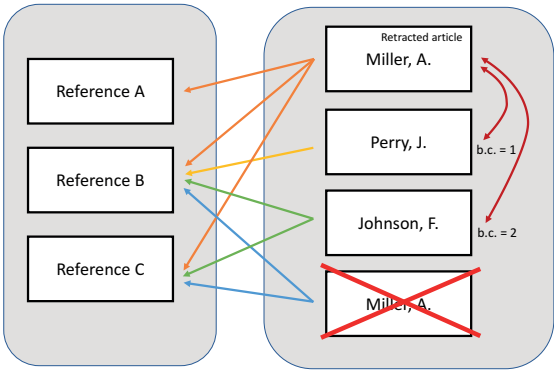 Reference A
Reference B
Reference C
Retracted article
Miller, A.
Perry, J.
b.c. = 1
Johnson, F.
b.c. = 2
Miller, A.